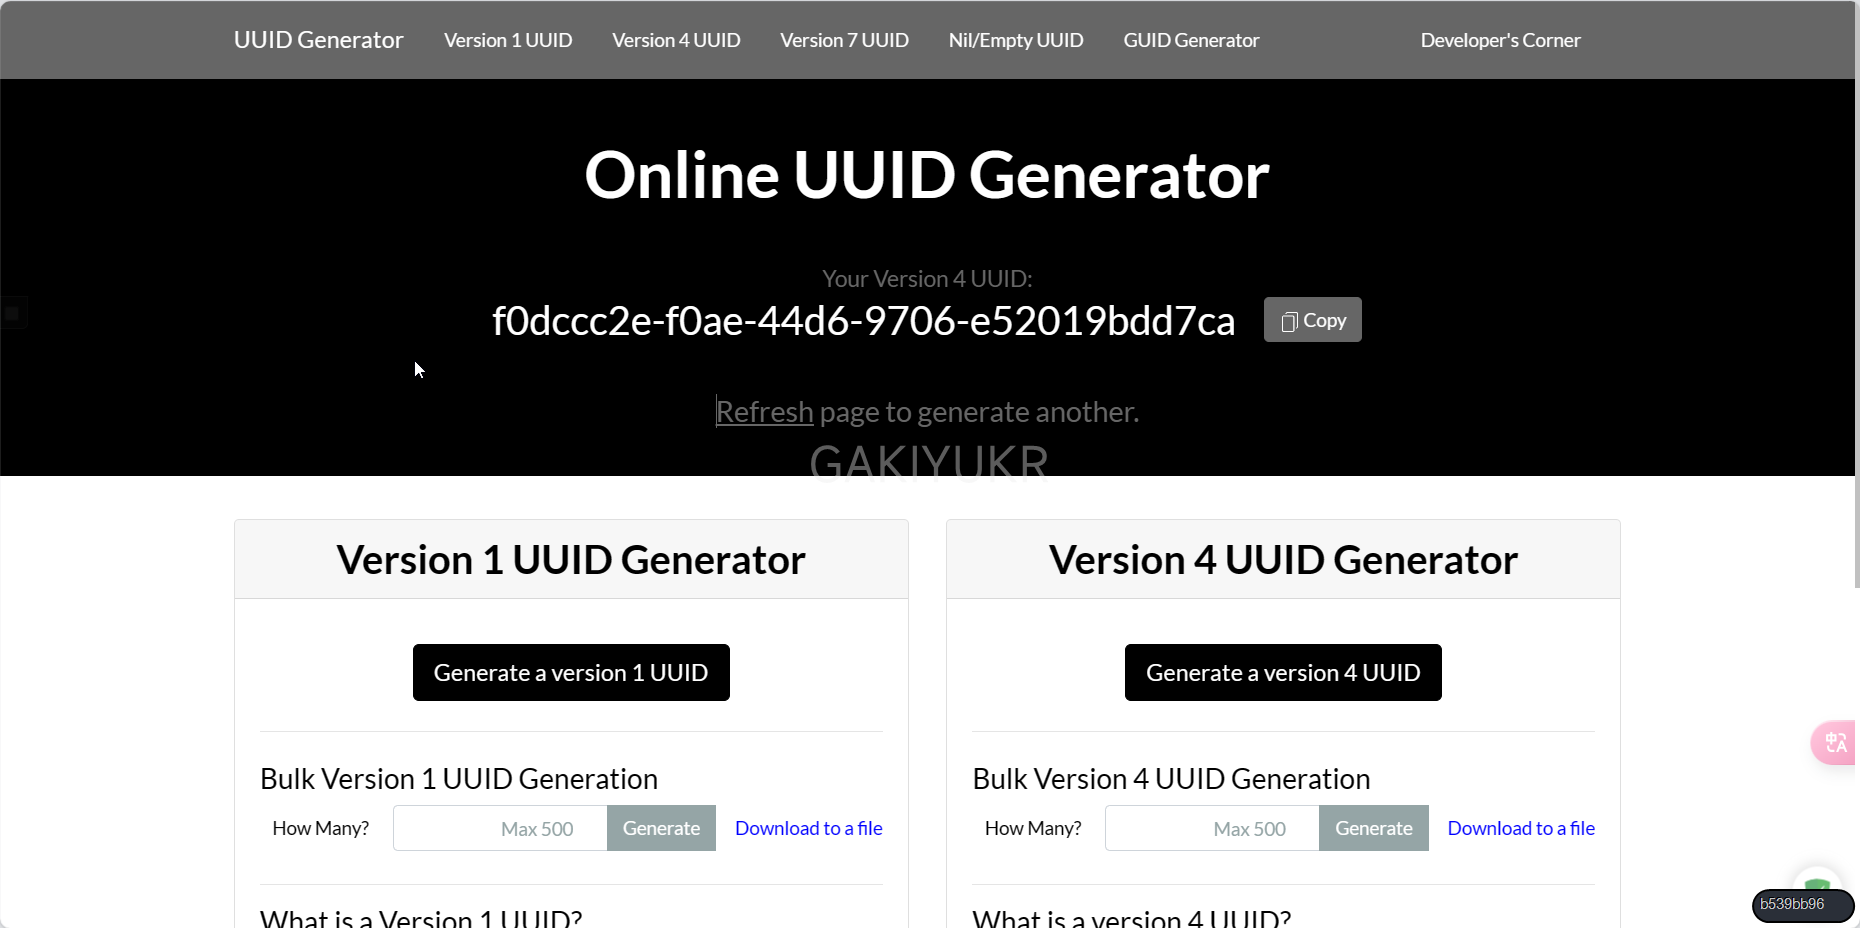 UUID Generator Version 1 UUID Version 4 UUID Version 7 UUID Nil/Empty UUID GUID Generator Developer's Corner
Online UUID Generator
Your Version 4 UUID:
f0dccc2e-f0ae-44d6-9706-e52019bdd7ca Copy
Refresh page to generate another.
GAKIYUKR
Version 1 UUID Generator
Generate a version 1 UUID
Bulk Version 1 UUID Generation
How Many? Max 500 Generate Download to a file
What is a Version 1 UUID?
Version 4 UUID Generator
Generate a version 4 UUID
Bulk Version 4 UUID Generation
How Many? Max 500 Generate Download to a file
What is a version 4 UUID?
中A
b539bb96